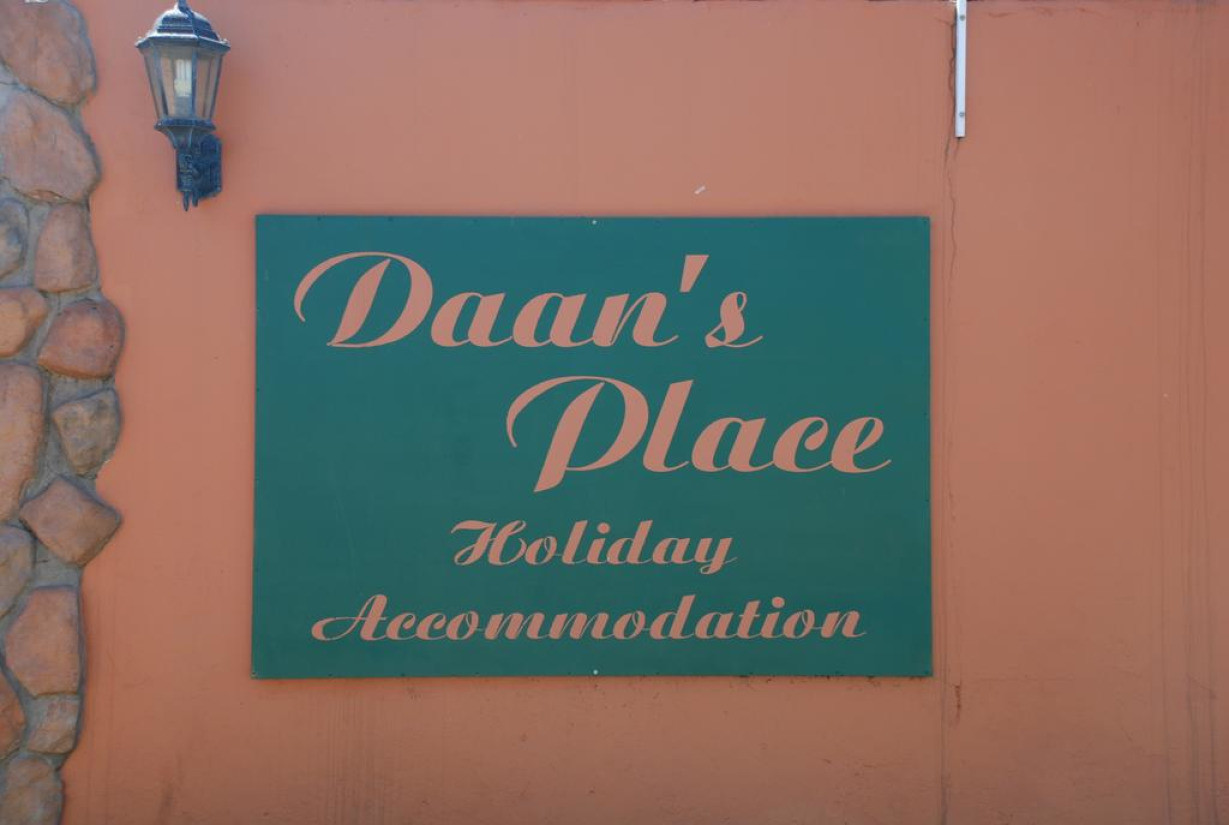 Daan's
Place
Holiday
Accommodation